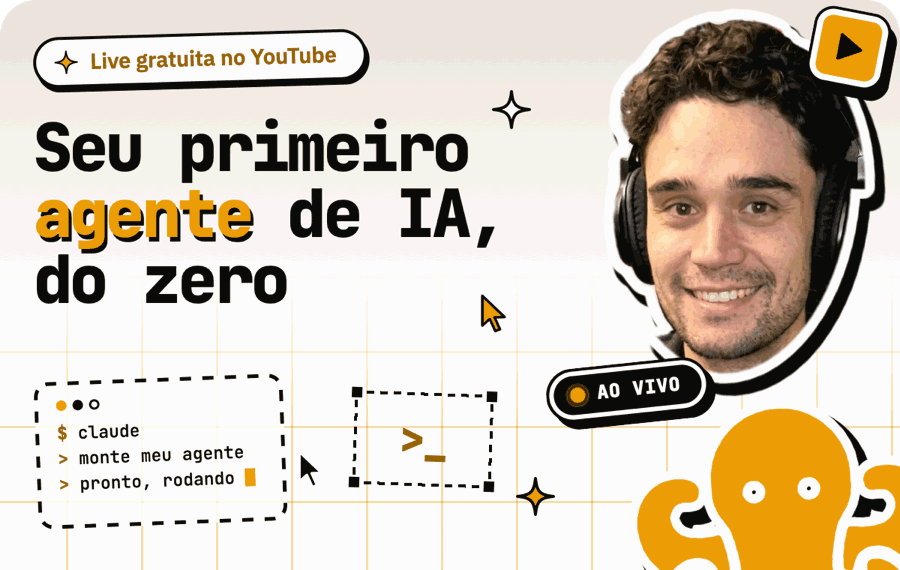 Live gratuita no YouTube
Seu primeiro
agente de IA,
do zero
$ claude
> monte meu agente
> pronto, rodando
>_
AO VIVO